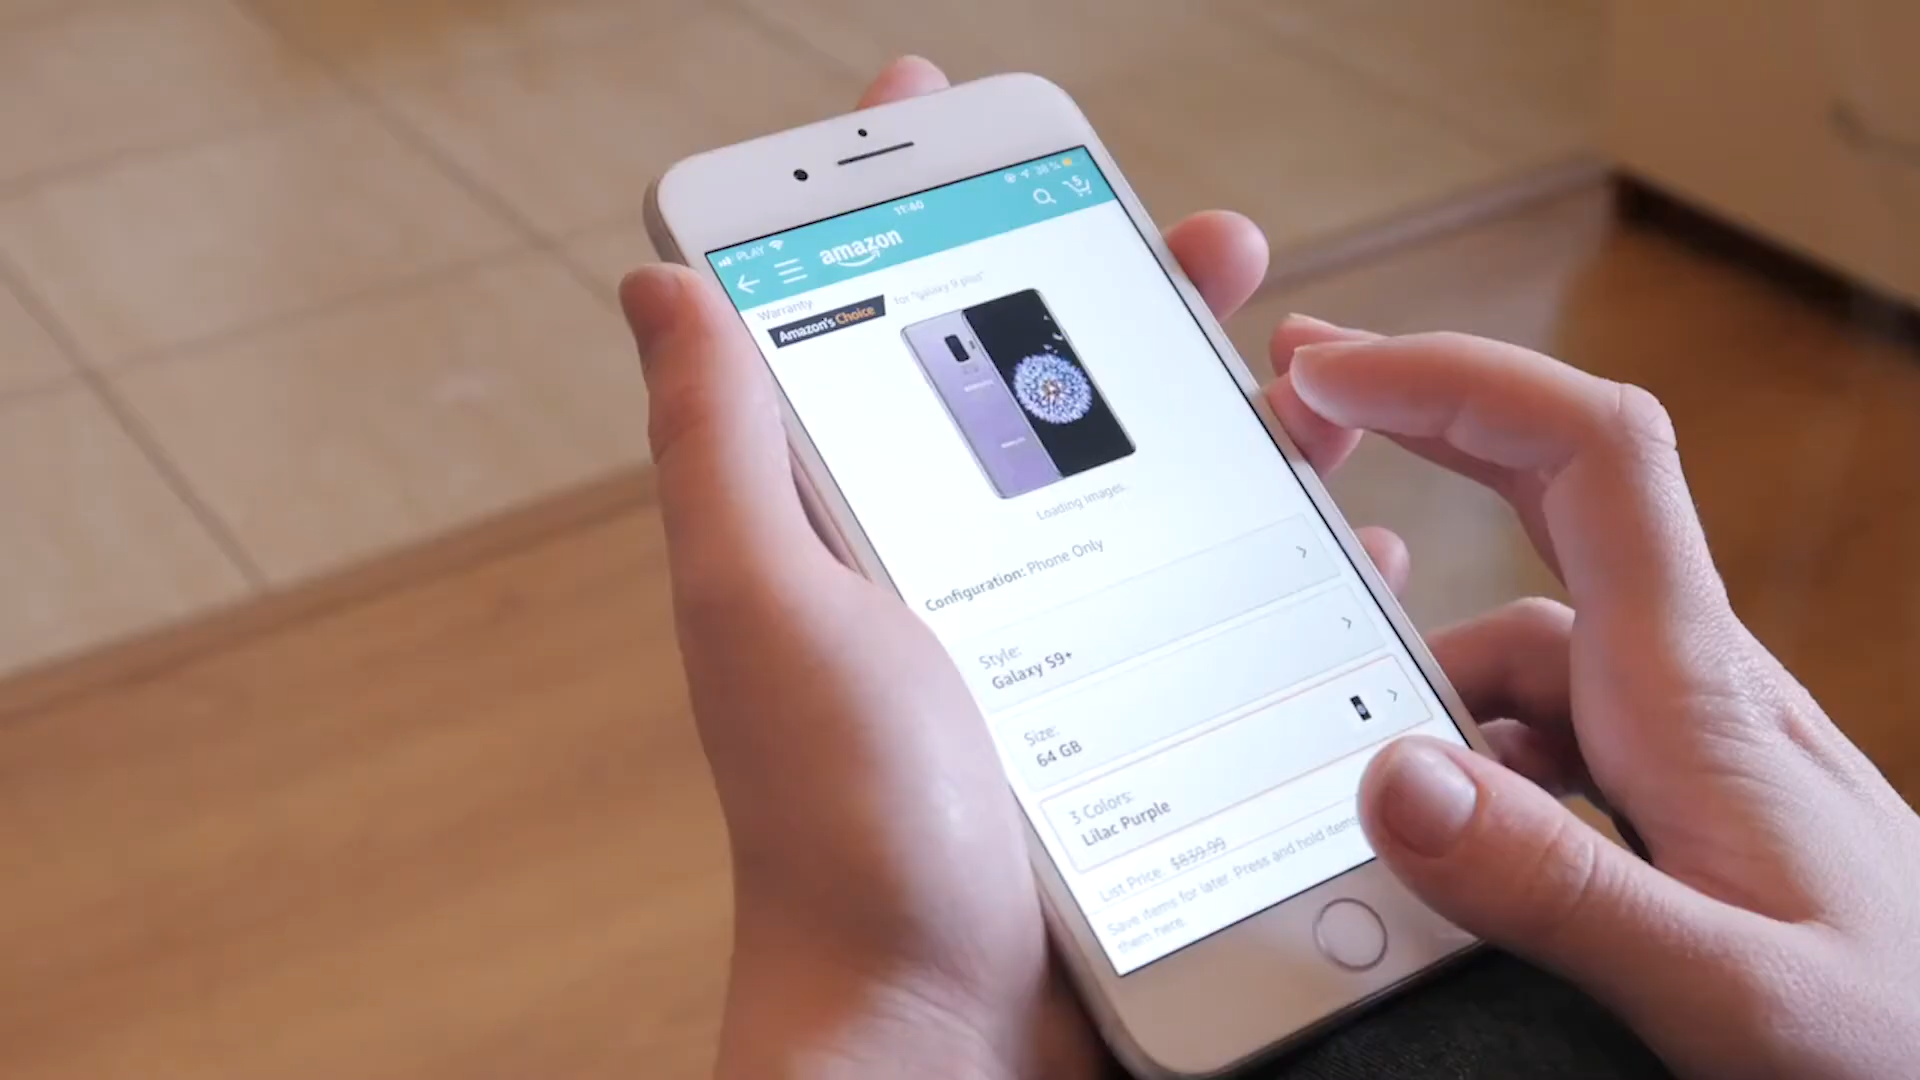 PLAY
11:40
38 %
amazon
5
Warranty
Amazon's Choice
for "galaxy 9 plus"
Loading images...
Configuration: Phone Only
Style:
Galaxy S9+
Size:
64 GB
3 Colors:
Lilac Purple
List Price: $839.99
Save items for later. Press and hold items
them here.